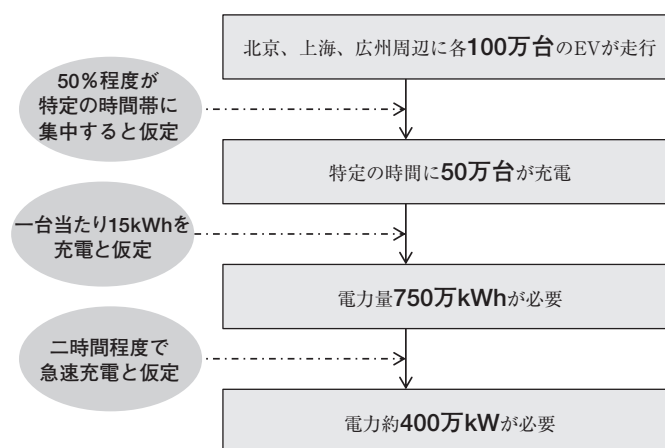 北京、上海、広州周辺に各100万台のEVが走行
50%程度が
特定の時間帯に
集中すると仮定
特定の時間に50万台が充電
一台当たり15kWhを
充電と仮定
電力量750万kWhが必要
二時間程度で
急速充電と仮定
電力約400万kWが必要